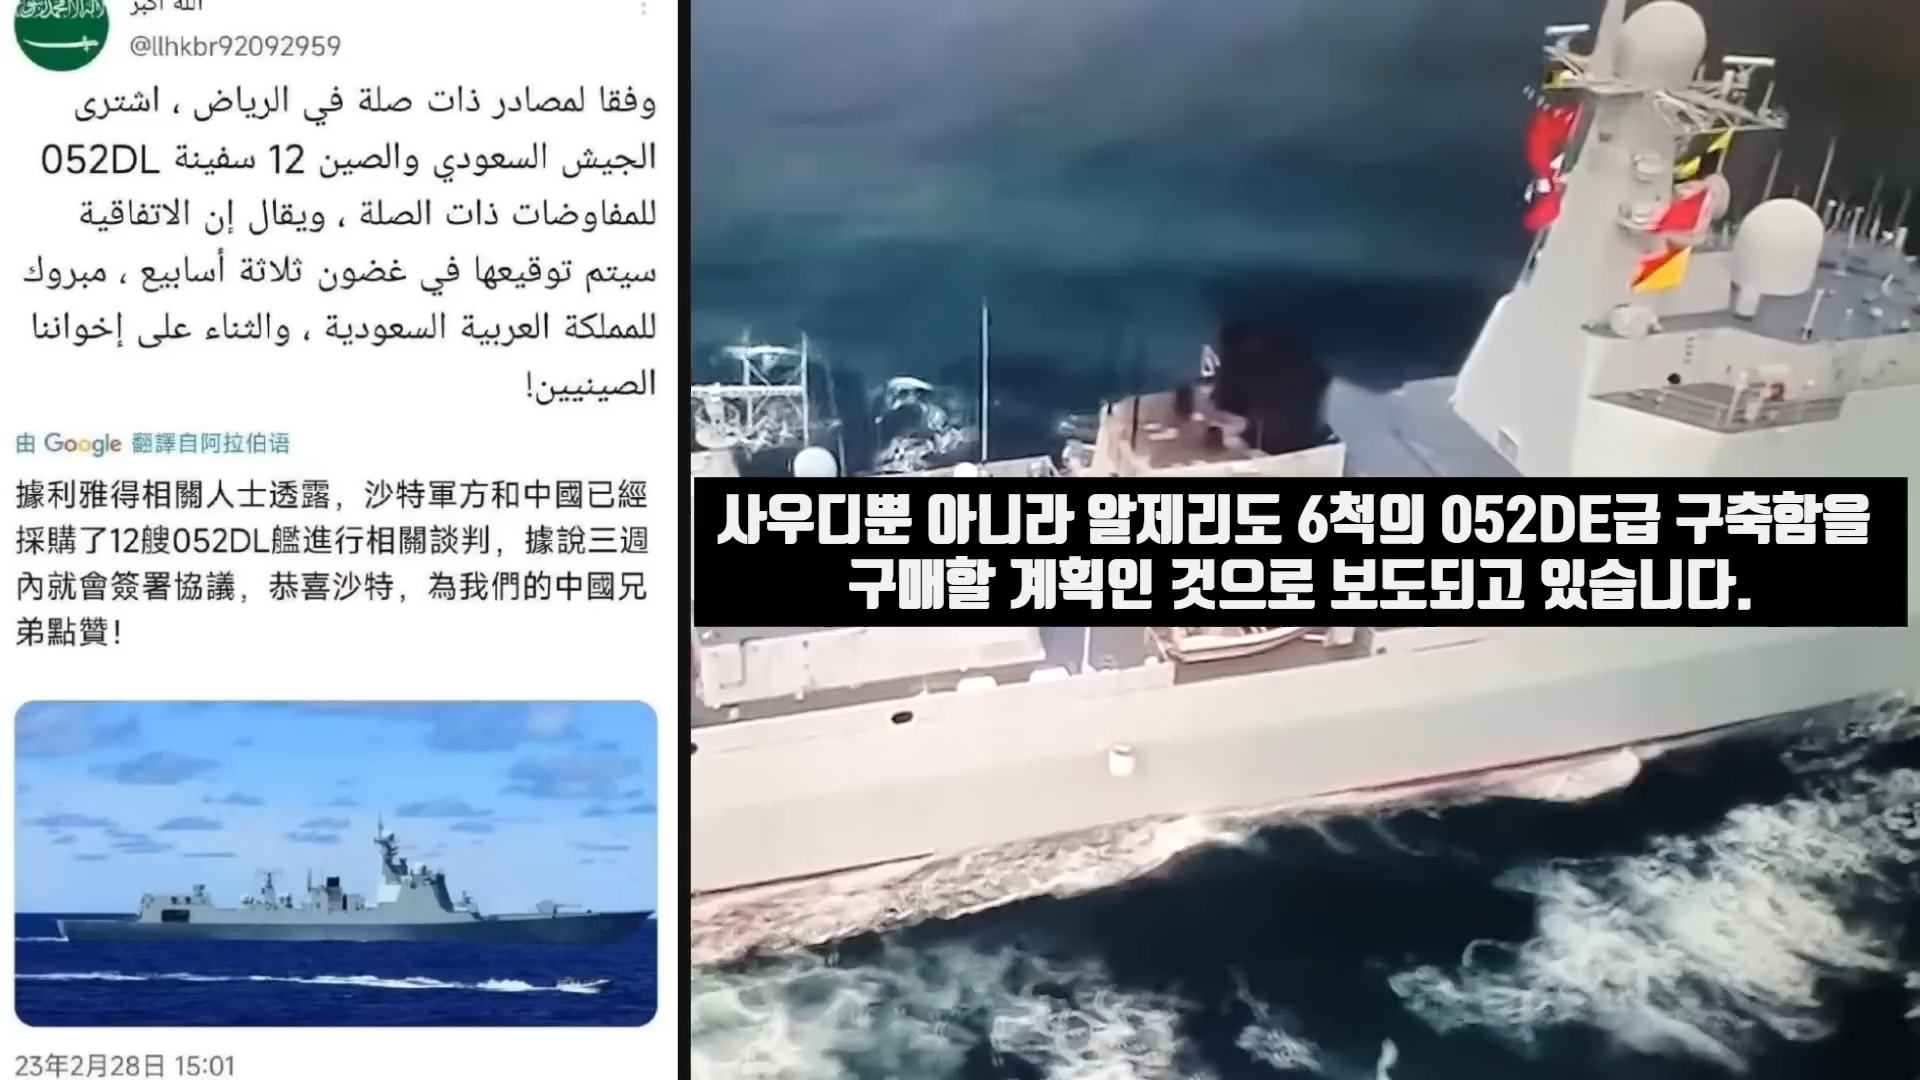 الله أكبر
@llhkbr92092959
وفقا لمصادر ذات صلة في الرياض ، اشترى
الجيش السعودي والصين 12 سفينة 052DL
للمفاوضات ذات الصلة ، ويقال إن الاتفاقية
سيتم توقيعها في غضون ثلاثة أسابيع ، مبروك
للمملكة العربية السعودية ، والثناء على إخواننا
الصينيين!
由 Google 翻譯自阿拉伯语
據利雅得相關人士透露，沙特軍方和中國已經
採購了12艘052DL艦進行相關談判，據說三週
內就會簽署協議，恭喜沙特，為我們的中國兄
弟點贊！
23年2月28日 15:01
사우디뿐 아니라 알제리도 6척의 052DE급 구축함을
구매할 계획인 것으로 보도되고 있습니다.